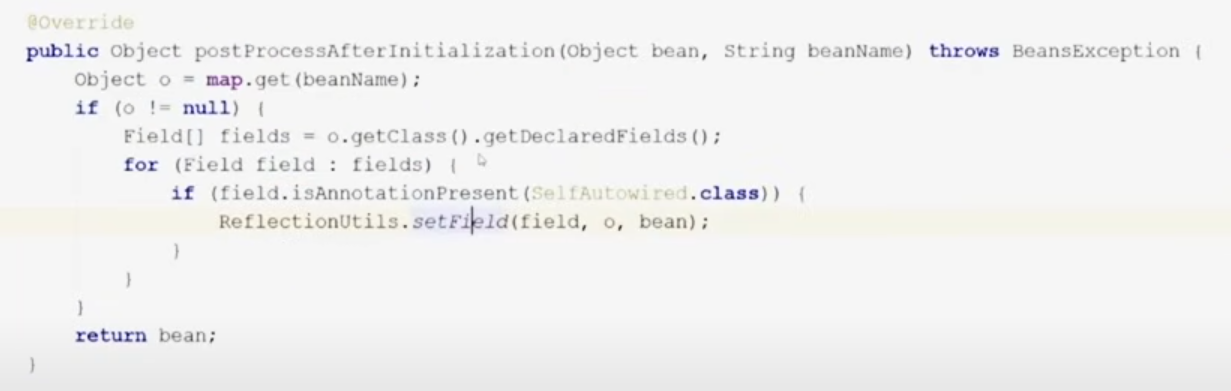 @Override
public Object postProcessAfterInitialization(Object bean, String beanName) throws BeansException {
    Object o = map.get(beanName);
    if (o != null) {
        Field[] fields = o.getClass().getDeclaredFields();
        for (Field field : fields) {
            if (field.isAnnotationPresent(SelfAutowired.class)) {
                ReflectionUtils.setField(field, o, bean);
            }
        }
    }
    return bean;
}